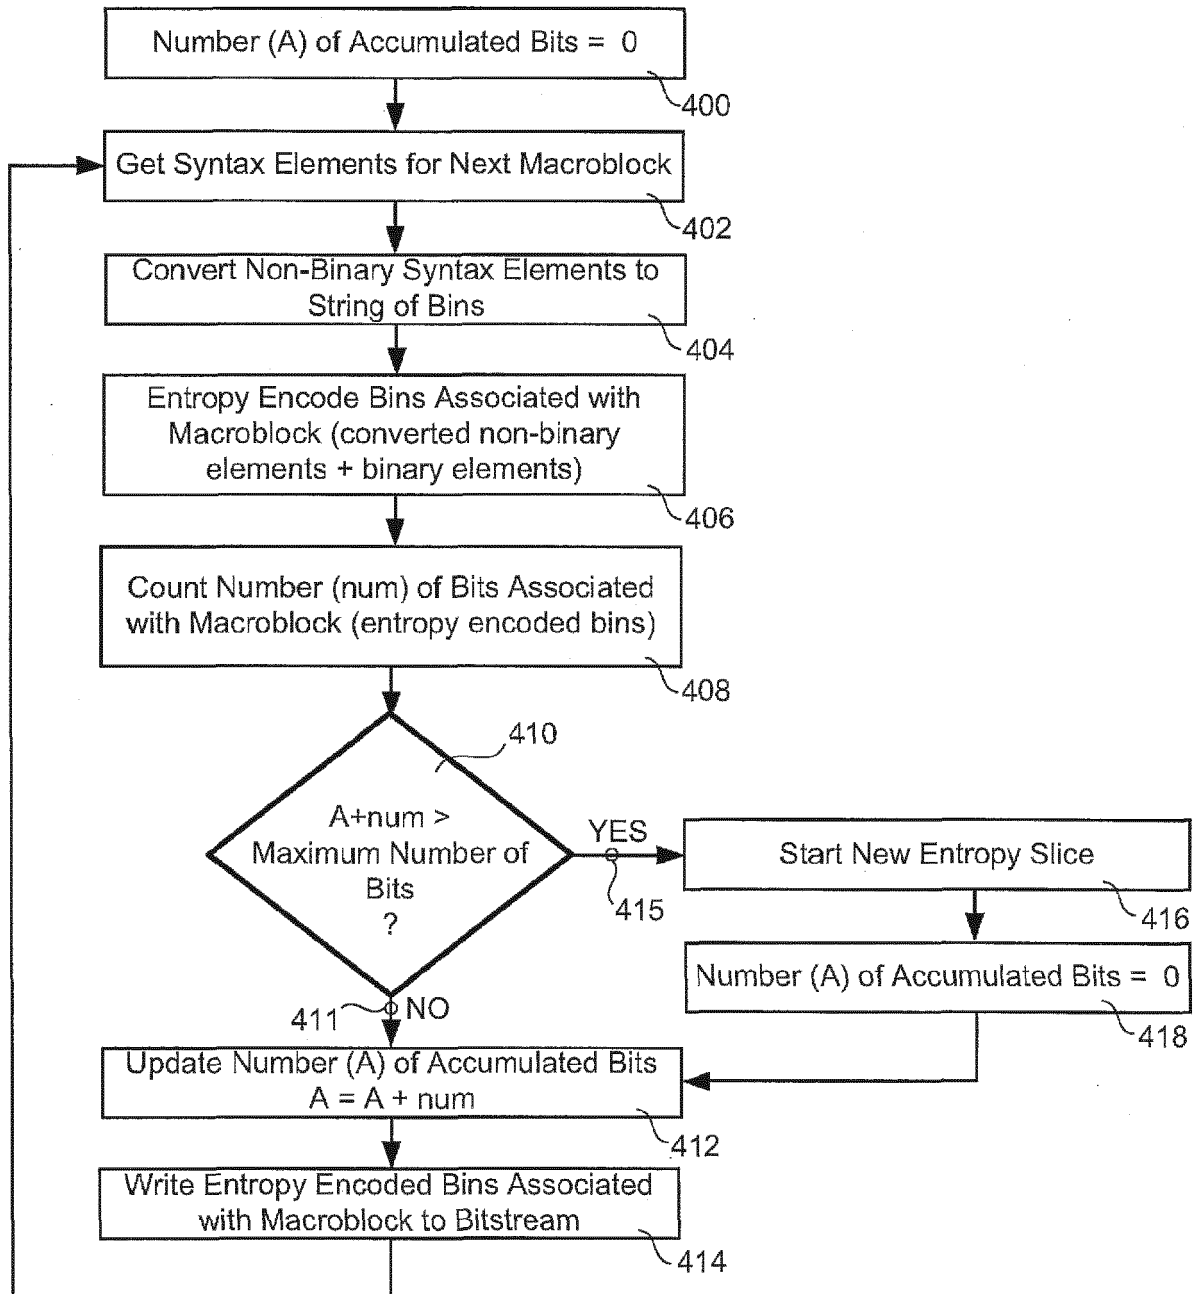 Number (A) of Accumulated Bits = 0
400
Get Syntax Elements for Next Macroblock
402
Convert Non-Binary Syntax Elements to
String of Bins
404
Entropy Encode Bins Associated with
Macroblock (converted non-binary
elements + binary elements)
406
Count Number (num) of Bits Associated
with Macroblock (entropy encoded bins)
408
410
A+num >
Maximum Number of
Bits
?
YES
415
Start New Entropy Slice
416
Number (A) of Accumulated Bits = 0
418
411
NO
Update Number (A) of Accumulated Bits
A = A + num
412
Write Entropy Encoded Bins Associated
with Macroblock to Bitstream
414